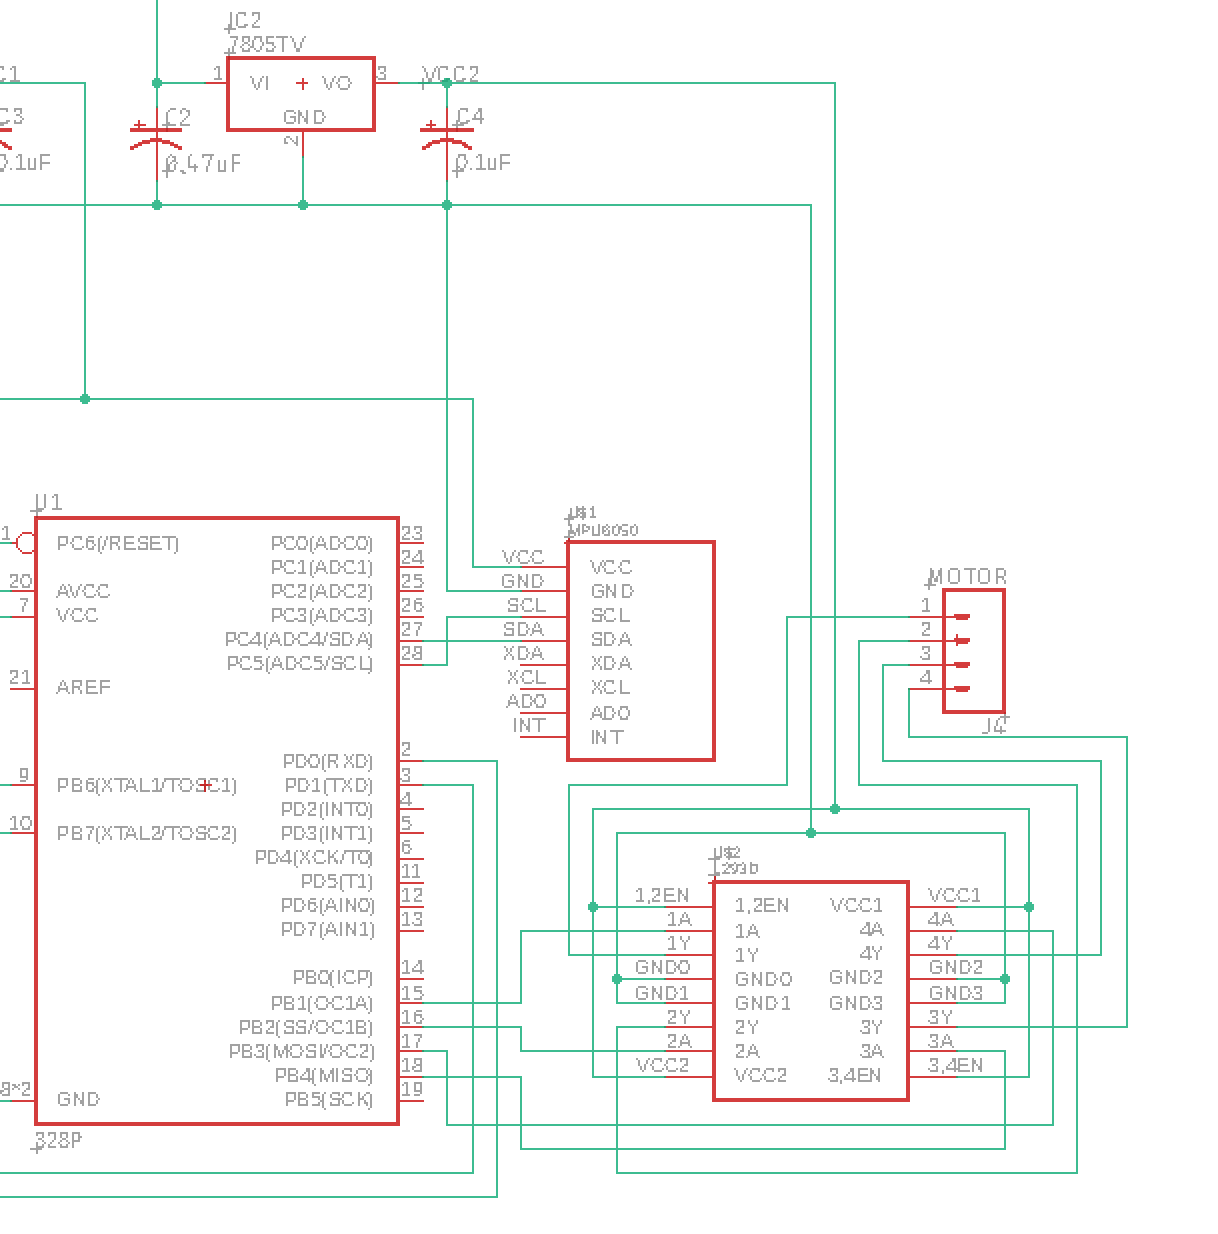 IC2
7805TV
C1
1
VI
VO
3
VCC2
C3
C2
GND
C4
2
0.1uF
0.47uF
0.1uF
U1
1
PC6(/RESET)
PC0(ADC0)
23
PC1(ADC1)
24
20
AVCC
PC2(ADC2)
25
7
VCC
PC3(ADC3)
26
PC4(ADC4/SDA)
27
PC5(ADC5/SCL)
28
21
AREF
PD0(RXD)
2
9
PB6(XTAL1/TOSC1)
PD1(TXD)
3
PD2(INT0)
4
10
PB7(XTAL2/TOSC2)
PD3(INT1)
5
PD4(XCK/T0)
6
PD5(T1)
11
PD6(AIN0)
12
PD7(AIN1)
13
PB0(ICP)
14
PB1(OC1A)
15
PB2(SS/OC1B)
16
PB3(MOSI/OC2)
17
PB4(MISO)
18
8*2
GND
PB5(SCK)
19
328P
U$1
MPU6050
VCC
VCC
GND
GND
SCL
SCL
SDA
SDA
XDA
XDA
XCL
XCL
AD0
AD0
INT
INT
MOTOR
1
2
3
4
J4
U$2
l293D
1,2EN
1,2EN
VCC1
VCC1
1A
1A
4A
4A
1Y
1Y
4Y
4Y
GND0
GND0
GND2
GND2
GND1
GND1
GND3
GND3
2Y
2Y
3Y
3Y
2A
2A
3A
3A
VCC2
VCC2
3,4EN
3,4EN